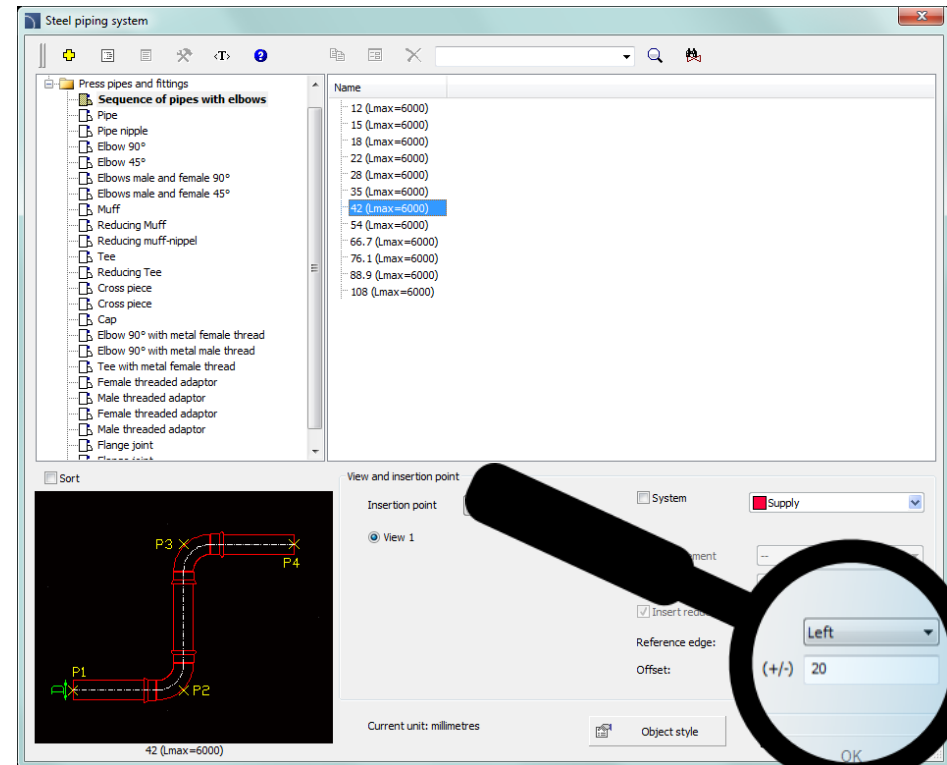 Steel piping system
Press pipes and fittings
Sequence of pipes with elbows
Pipe
Pipe nipple
Elbow 90°
Elbow 45°
Elbows male and female 90°
Elbows male and female 45°
Muff
Reducing Muff
Reducing muff-nippel
Tee
Reducing Tee
Cross piece
Cross piece
Cap
Elbow 90° with metal female thread
Elbow 90° with metal male thread
Tee with metal female thread
Female threaded adaptor
Male threaded adaptor
Female threaded adaptor
Male threaded adaptor
Flange joint
Name
12 (Lmax=6000)
15 (Lmax=6000)
18 (Lmax=6000)
22 (Lmax=6000)
28 (Lmax=6000)
35 (Lmax=6000)
42 (Lmax=6000)
54 (Lmax=6000)
66.7 (Lmax=6000)
76.1 (Lmax=6000)
88.9 (Lmax=6000)
108 (Lmax=6000)
Sort
P3
P4
P1
P2
D
42 (Lmax=6000)
View and insertion point
Insertion point
View 1
System
Supply
--
Insert
Reference edge:
Left
Offset:
(+/-) 20
Current unit: millimetres
Object style
OK